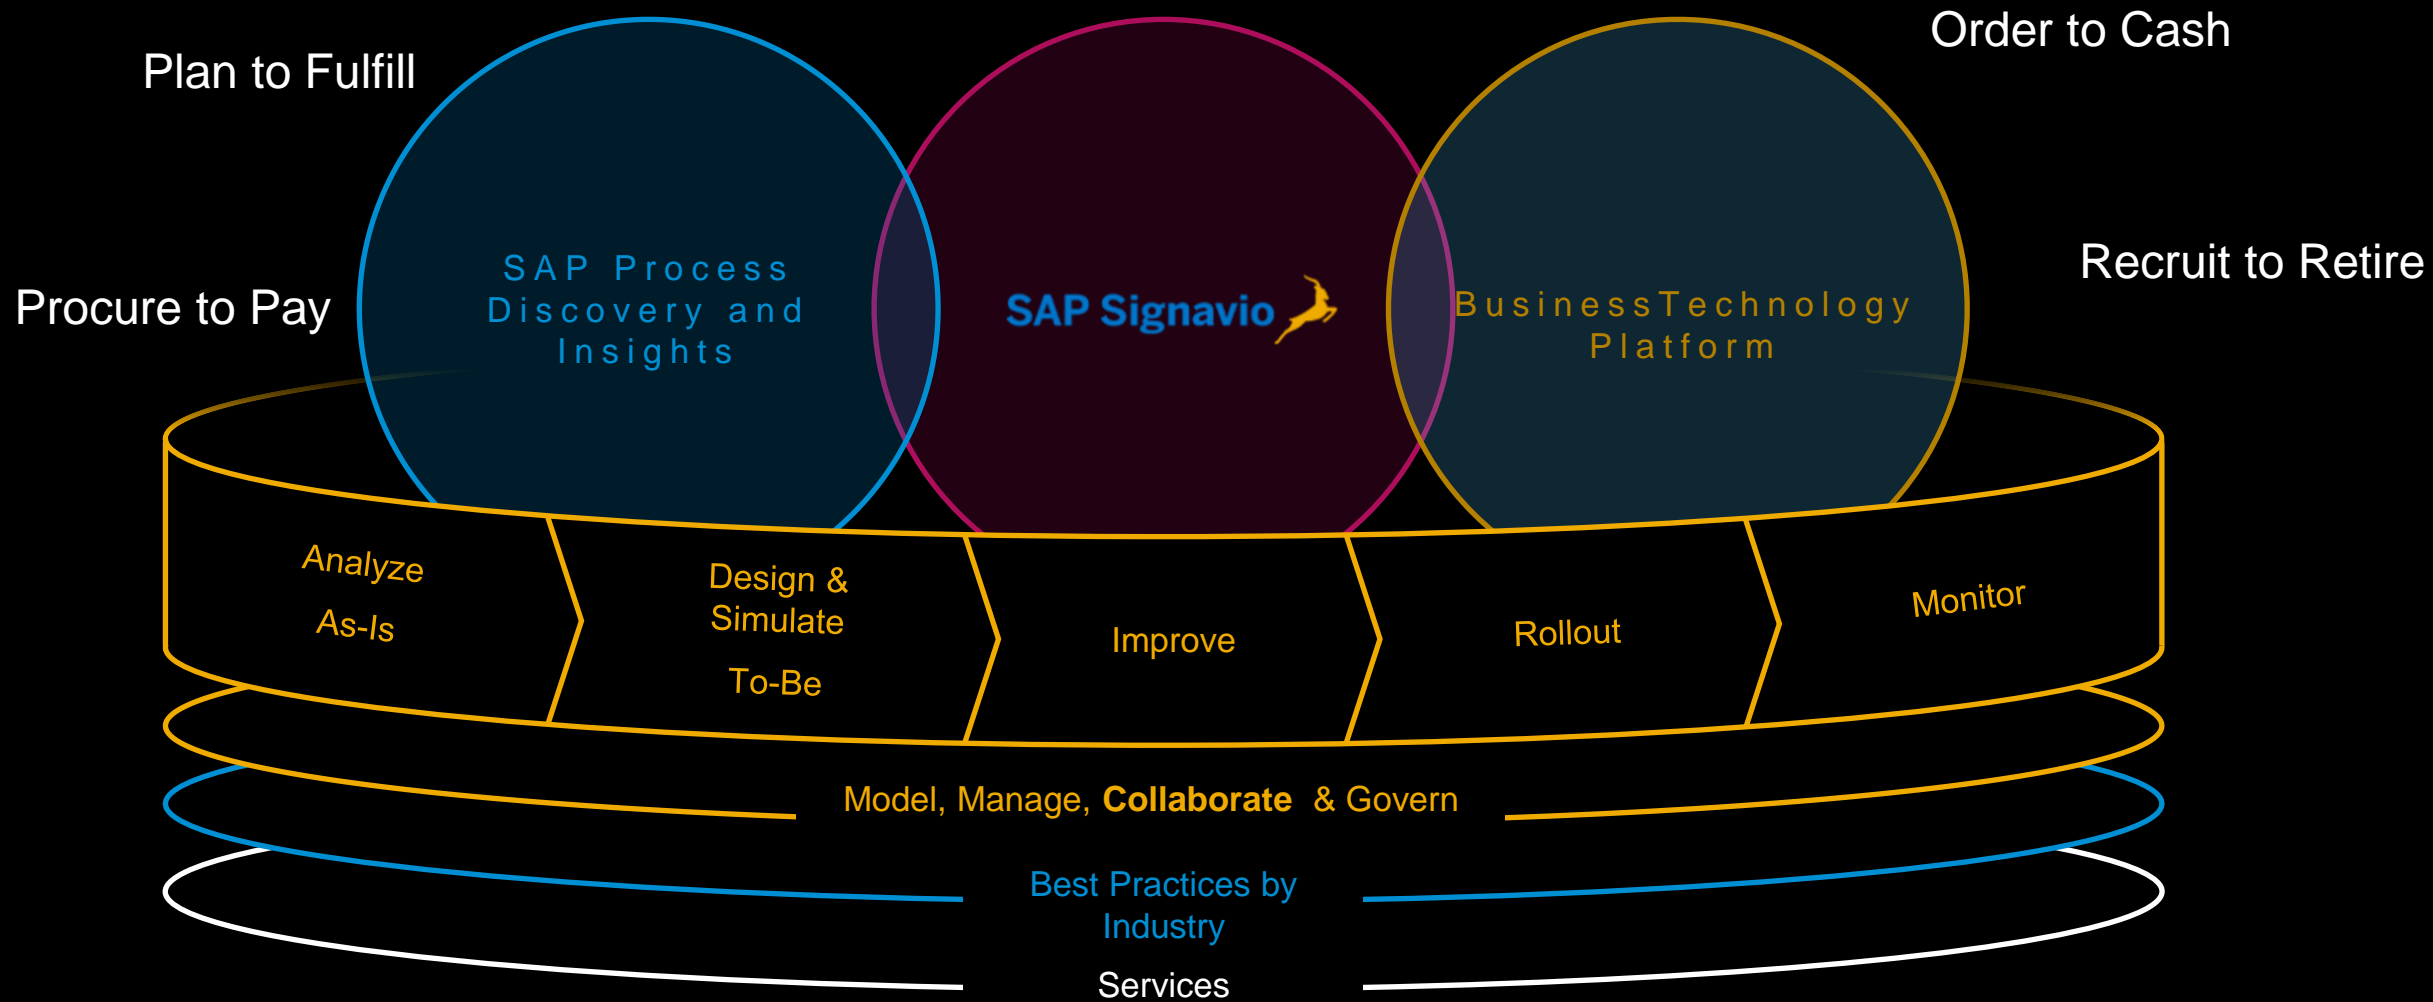 Plan to Fulfill
Order to Cash
Procure to Pay
Recruit to Retire
SAP Process
Discovery and
Insights
SAP Signavio
BusinessTechnology
Platform
Analyze
As-Is
Design &
Simulate
To-Be
Improve
Rollout
Monitor
Model, Manage, Collaborate & Govern
Best Practices by
Industry
Services